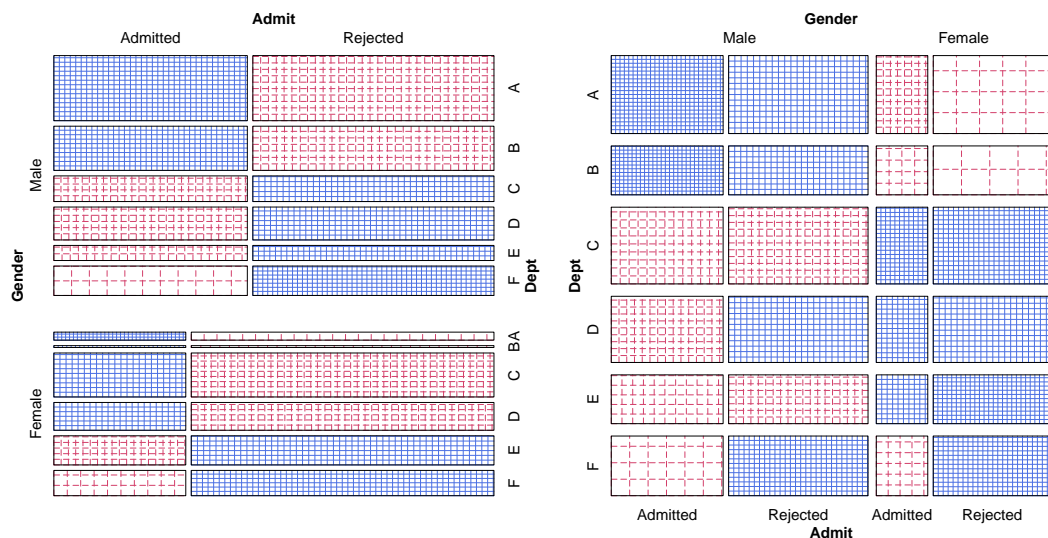 Admit
Admitted Rejected
Gender
Male
Female
A
B
C
D
E
F
BA
C
D
E
F
Dept
Gender
Male Female
Dept
A
B
C
D
E
F
Admitted Rejected Admitted Rejected
Admit